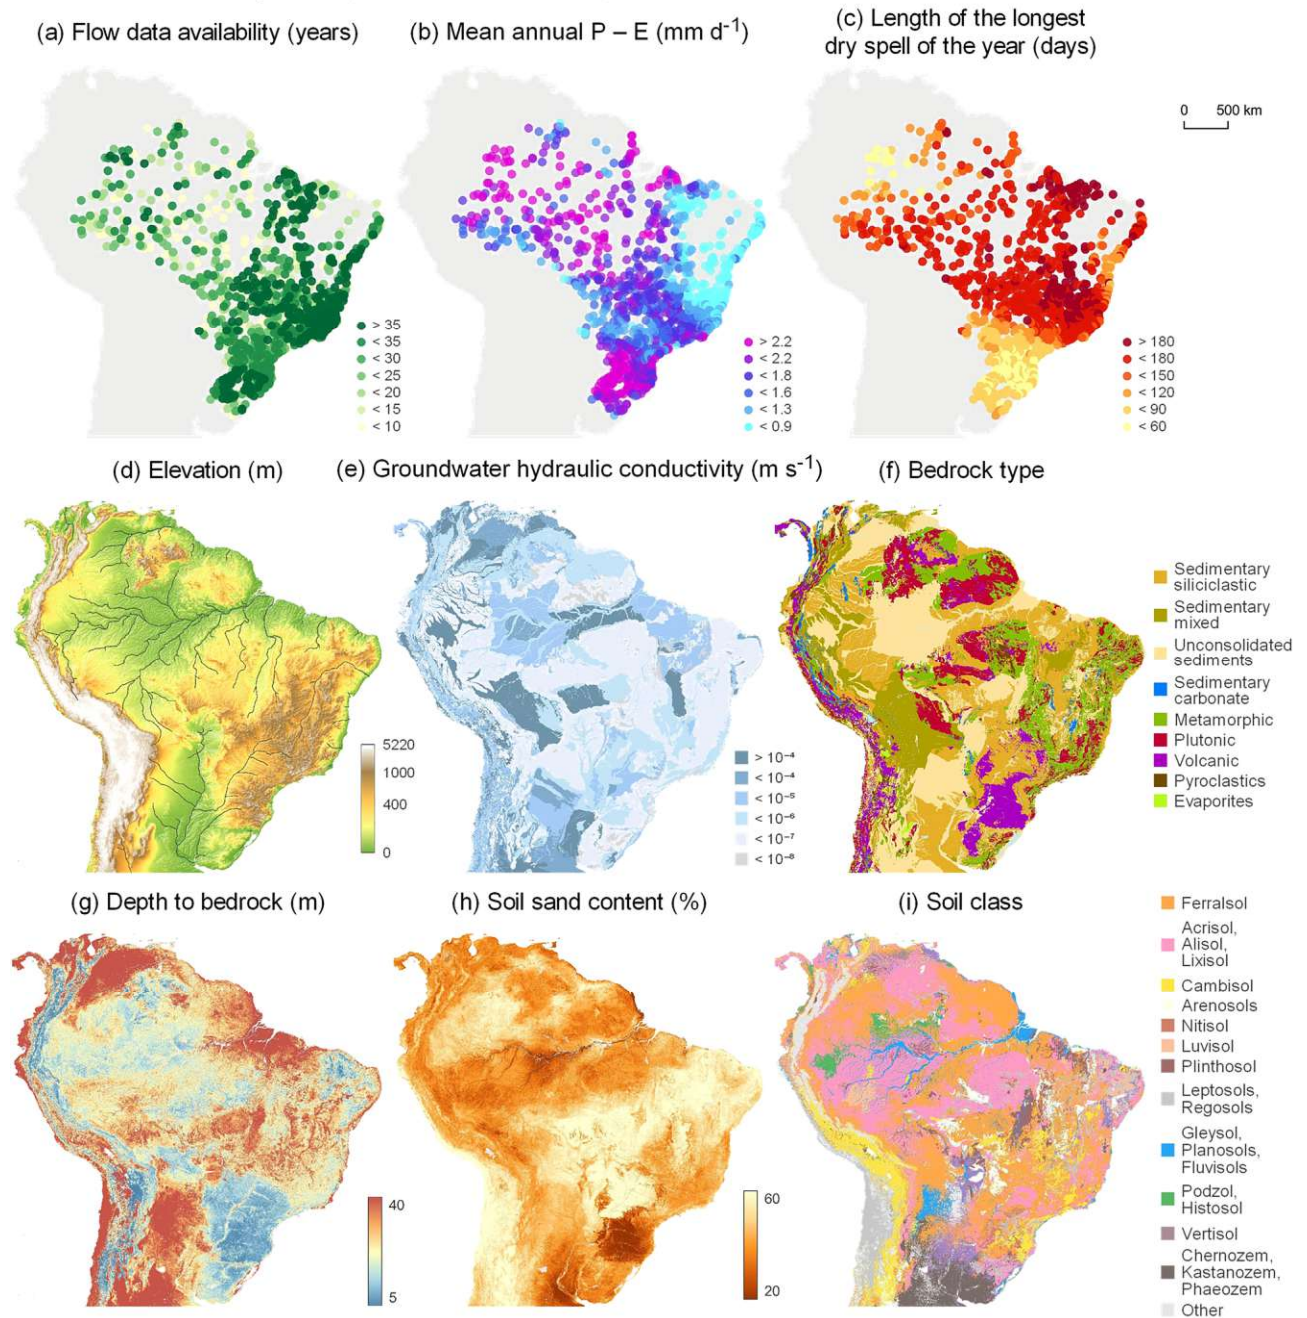 (a) Flow data availability (years)
(b) Mean annual P – E (mm d⁻¹)
(c) Length of the longest
dry spell of the year (days)
0 500 km
> 35
< 35
< 30
< 25
< 20
< 15
< 10
> 2.2
< 2.2
< 1.8
< 1.6
< 1.3
< 0.9
> 180
< 180
< 150
< 120
< 90
< 60
(d) Elevation (m)
(e) Groundwater hydraulic conductivity (m s⁻¹)
(f) Bedrock type
5220
1000
400
0
> 10⁻⁴
< 10⁻⁴
< 10⁻⁵
< 10⁻⁶
< 10⁻⁷
< 10⁻⁸
Sedimentary
siliciclastic
Sedimentary
mixed
Unconsolidated
sediments
Sedimentary
carbonate
Metamorphic
Plutonic
Volcanic
Pyroclastics
Evaporites
(g) Depth to bedrock (m)
(h) Soil sand content (%)
(i) Soil class
40
5
60
20
Ferralsol
Acrisol,
Alisol,
Lixisol
Cambisol
Arenosols
Nitisol
Luvisol
Plinthosol
Leptosols,
Regosols
Gleysol,
Planosols,
Fluvisols
Podzol,
Histosol
Vertisol
Chernozem,
Kastanozem,
Phaeozem
Other